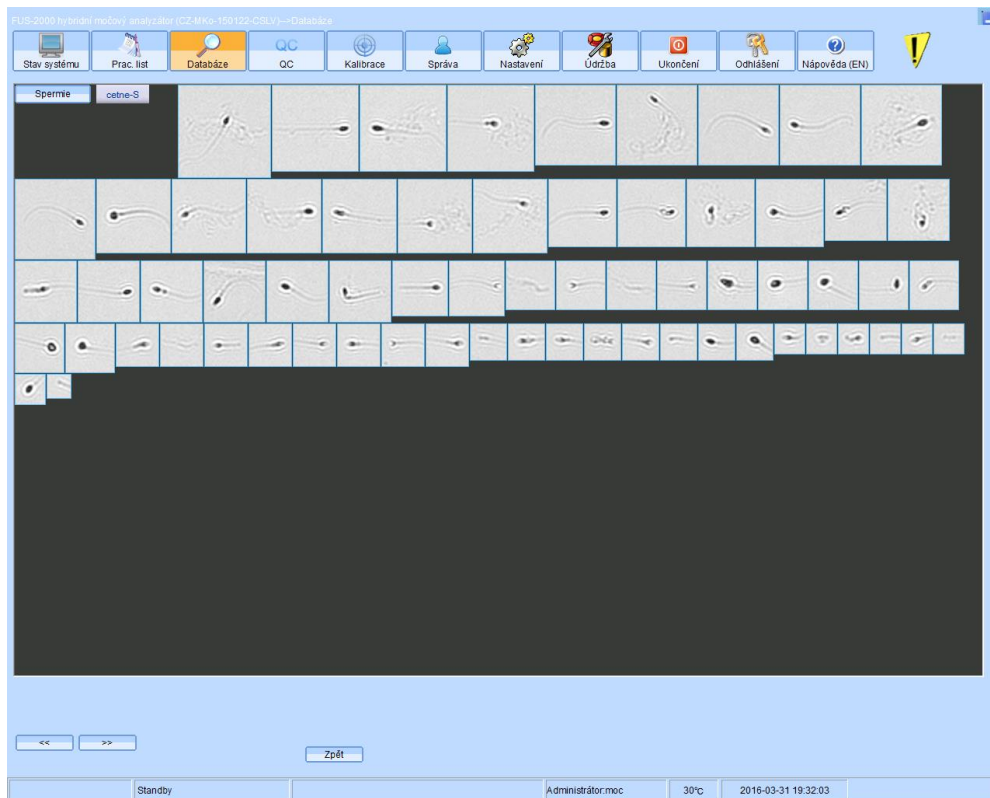 FUS-2000 hybridní močový analyzátor (CZ-MKo-150122-CSLV)-->Databáze
Stav systému Prac. list Databáze QC QC Kalibrace Správa Nastavení Údržba Ukončení Odhlášení Nápověda (EN)
Spermie cetne-S
<< >>
Zpět
Standby Administrátor:moc 30℃ 2016-03-31 19:32:03